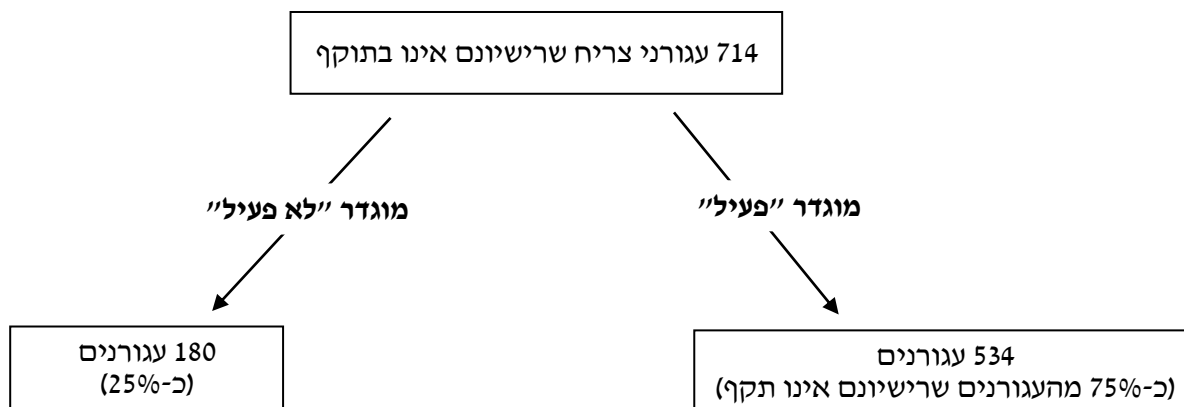 714 עגורני צריח שרישיונם אינו בתוקף
מוגדר "פעיל"
מוגדר "לא פעיל"
534 עגורנים
(כ-75% מהעגורנים שרישיונם אינו תקף)
180 עגורנים
(כ-25%)